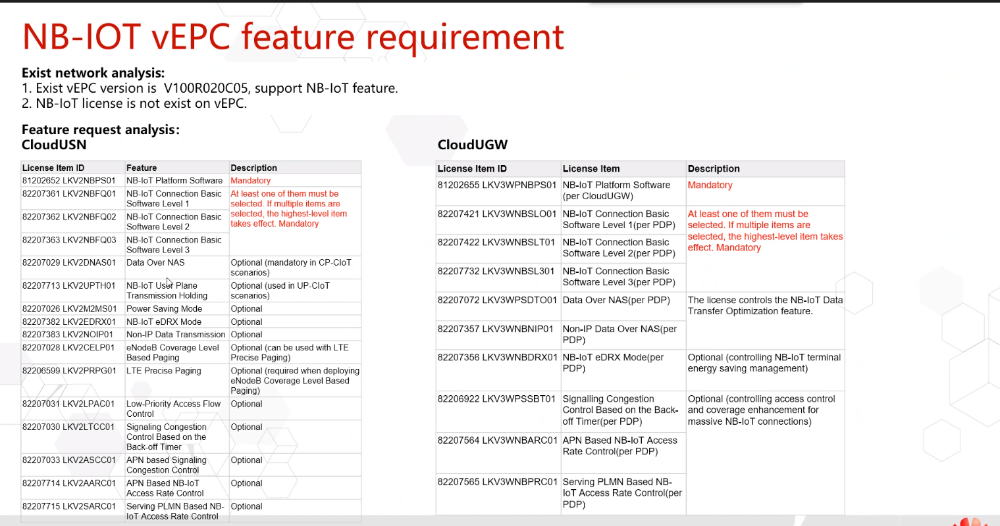 NB-IOT vEPC feature requirement
Exist network analysis:
1. Exist vEPC version is V100R020C05, support NB-IoT feature.
2. NB-IoT license is not exist on vEPC.
Feature request analysis:
CloudUSN
License Item ID Feature Description
81202652 LKV2NBPS01 NB-IoT Platform Software Mandatory
82207361 LKV2NBFQ01 NB-IoT Connection Basic At least one of them must be
Software Level 1 selected. If multiple items are
82207362 LKV2NBFQ02 NB-IoT Connection Basic selected, the highest-level item
Software Level 2 takes effect. Mandatory
82207363 LKV2NBFQ03 NB-IoT Connection Basic
Software Level 3
82207029 LKV2DNAS01 Data Over NAS Optional (mandatory in CP-CIoT
scenarios)
82207713 LKV2UPTH01 NB-IoT User Plane Optional (used in UP-CIoT
Transmission Holding scenarios)
82207026 LKV2M2MS01 Power Saving Mode Optional
82207382 LKV2EDRX01 NB-IoT eDRX Mode Optional
82207383 LKV2NOIP01 Non-IP Data Transmission Optional
82207028 LKV2CELP01 eNodeB Coverage Level Optional (can be used with LTE
Based Paging Precise Paging)
82206599 LKV2PRPG01 LTE Precise Paging Optional (required when deploying
eNodeB Coverage Level Based
Paging)
82207031 LKV2LPAC01 Low-Priority Access Flow Optional
Control
82207030 LKV2LTCC01 Signaling Congestion Optional
Control Based on the
Back-off Timer
82207033 LKV2ASCC01 APN based Signaling Optional
Congestion Control
82207714 LKV2AARC01 APN Based NB-IoT Optional
Access Rate Control
82207715 LKV2SARC01 Serving PLMN Based NB- Optional
IoT Access Rate Control
CloudUGW
License Item ID License Item Description
81202655 LKV3WPNBPS01 NB-IoT Platform Software Mandatory
(per CloudUGW)
82207421 LKV3WNBSLO01 NB-IoT Connection Basic At least one of them must be
Software Level 1(per PDP) selected. If multiple items are
82207422 LKV3WNBSLT01 NB-IoT Connection Basic selected, the highest-level item takes
Software Level 2(per PDP) effect. Mandatory
82207732 LKV3WNBSL301 NB-IoT Connection Basic
Software Level 3(per PDP)
82207072 LKV3WPSDTO01 Data Over NAS(per PDP) The license controls the NB-IoT Data
Transfer Optimization feature.
82207357 LKV3WNBNIP01 Non-IP Data Over NAS(per
PDP)
82207356 LKV3WNBDRX01 NB-IoT eDRX Mode(per Optional (controlling NB-IoT terminal
PDP) energy saving management)
82206922 LKV3WPSSBT01 Signalling Congestion Optional (controlling access control
Control Based on the Back- and coverage enhancement for
off Timer(per PDP) massive NB-IoT connections)
82207564 LKV3WNBARC01 APN Based NB-IoT Access
Rate Control(per PDP)
82207565 LKV3WNBPRC01 Serving PLMN Based NB-
IoT Access Rate Control(per
PDP)